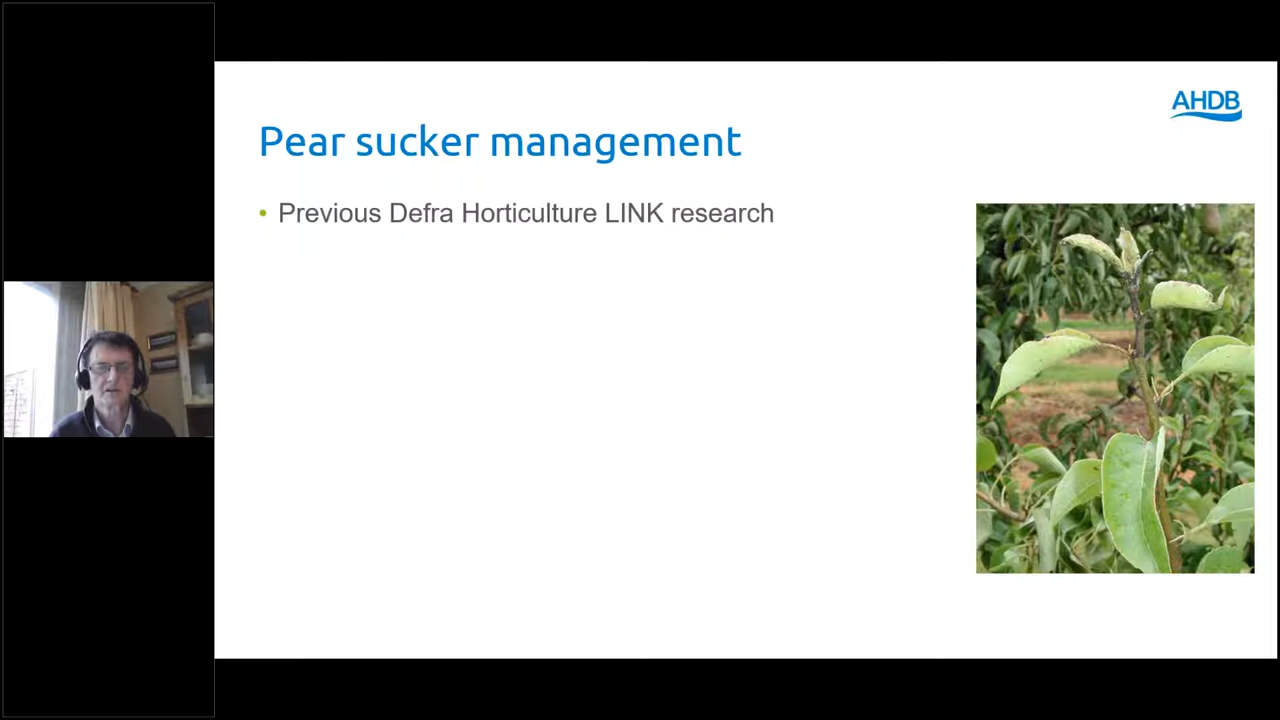 AHDB
Pear sucker management
• Previous Defra Horticulture LINK research